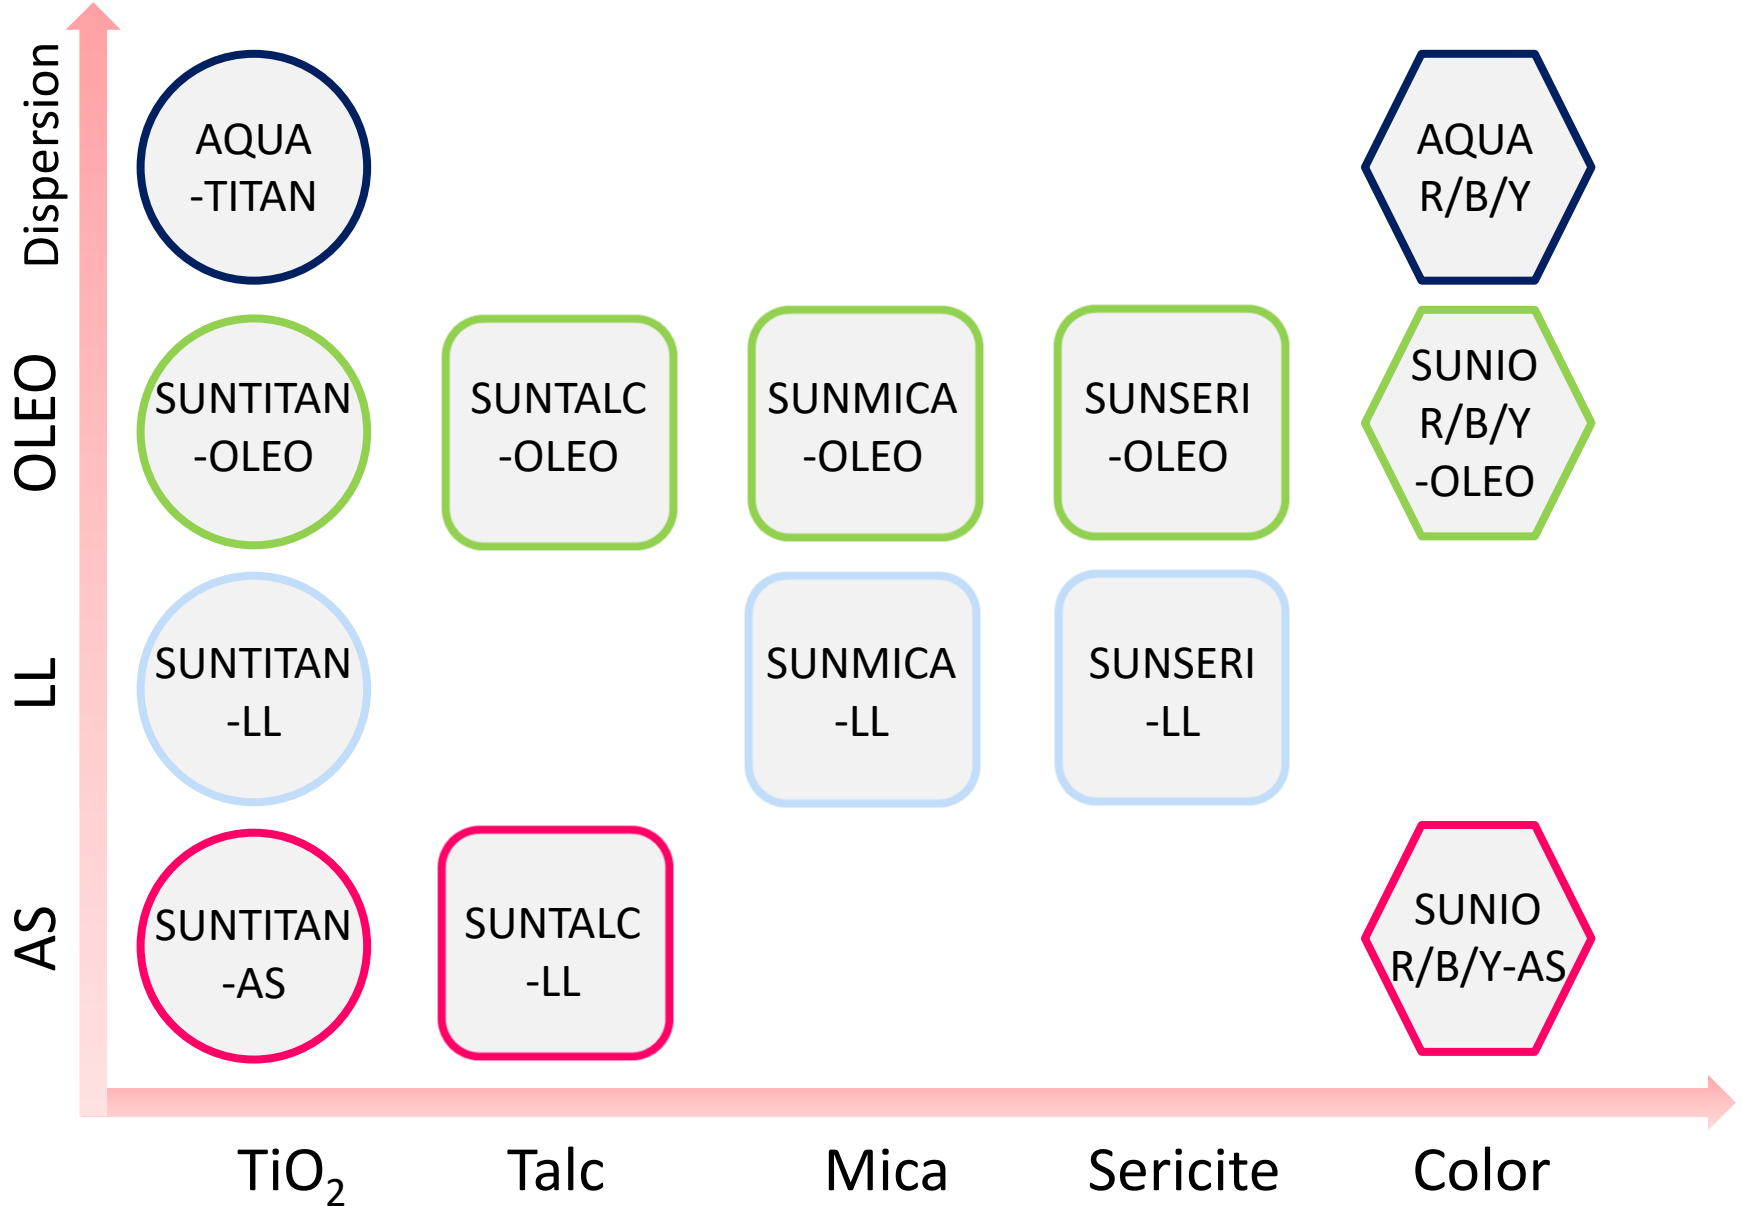 Dispersion
AQUA
-TITAN
AQUA
R/B/Y
OLEO
SUNTITAN
-OLEO
SUNTALC
-OLEO
SUNMICA
-OLEO
SUNSERI
-OLEO
SUNIO
R/B/Y
-OLEO
LL
SUNTITAN
-LL
SUNMICA
-LL
SUNSERI
-LL
AS
SUNTITAN
-AS
SUNTALC
-LL
SUNIO
R/B/Y-AS
TiO₂
Talc
Mica
Sericite
Color